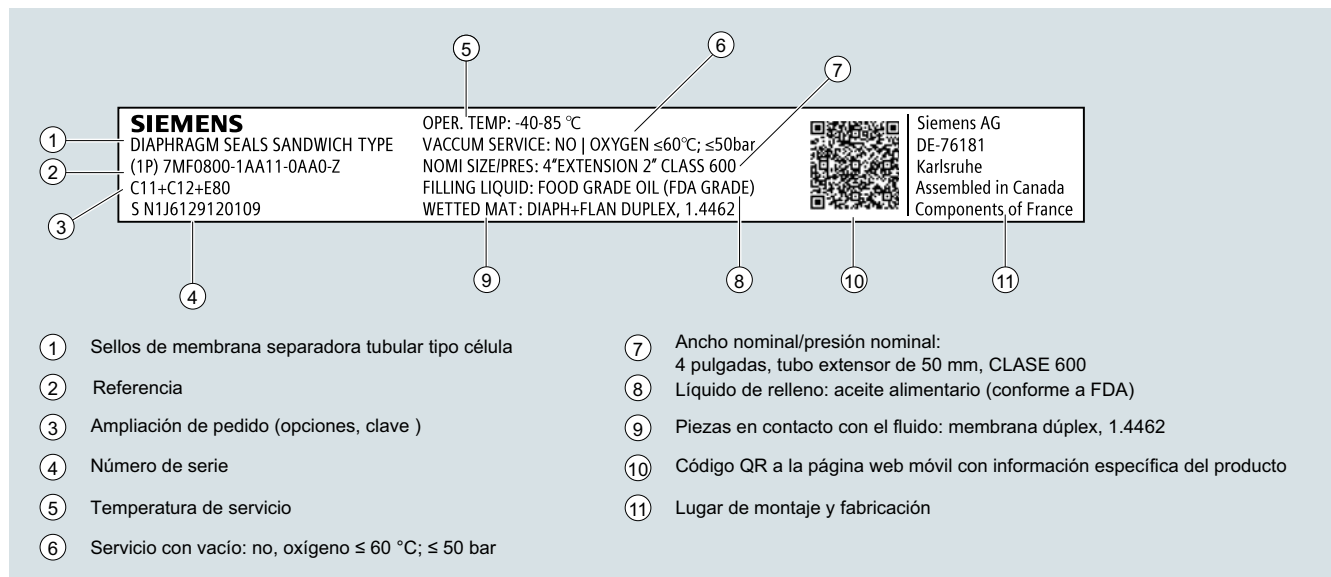 5
6
7
SIEMENS
DIAPHRAGM SEALS SANDWICH TYPE
(1P) 7MF0800-1AA11-0AA0-Z
C11+C12+E80
S N1J6129120109
OPER. TEMP: -40-85 °C
VACCUM SERVICE: NO | OXYGEN ≤60°C; ≤50bar
NOMI SIZE/PRES: 4"EXTENSION 2" CLASS 600
FILLING LIQUID: FOOD GRADE OIL (FDA GRADE)
WETTED MAT: DIAPH+FLAN DUPLEX, 1.4462
Siemens AG
DE-76181
Karlsruhe
Assembled in Canada
Components of France
1
2
3
4
9
8
10
11
1 Sellos de membrana separadora tubular tipo célula
2 Referencia
3 Ampliación de pedido (opciones, clave )
4 Número de serie
5 Temperatura de servicio
6 Servicio con vacío: no, oxígeno ≤ 60 °C; ≤ 50 bar
7 Ancho nominal/presión nominal:
4 pulgadas, tubo extensor de 50 mm, CLASE 600
8 Líquido de relleno: aceite alimentario (conforme a FDA)
9 Piezas en contacto con el fluido: membrana dúplex, 1.4462
10 Código QR a la página web móvil con información específica del producto
11 Lugar de montaje y fabricación